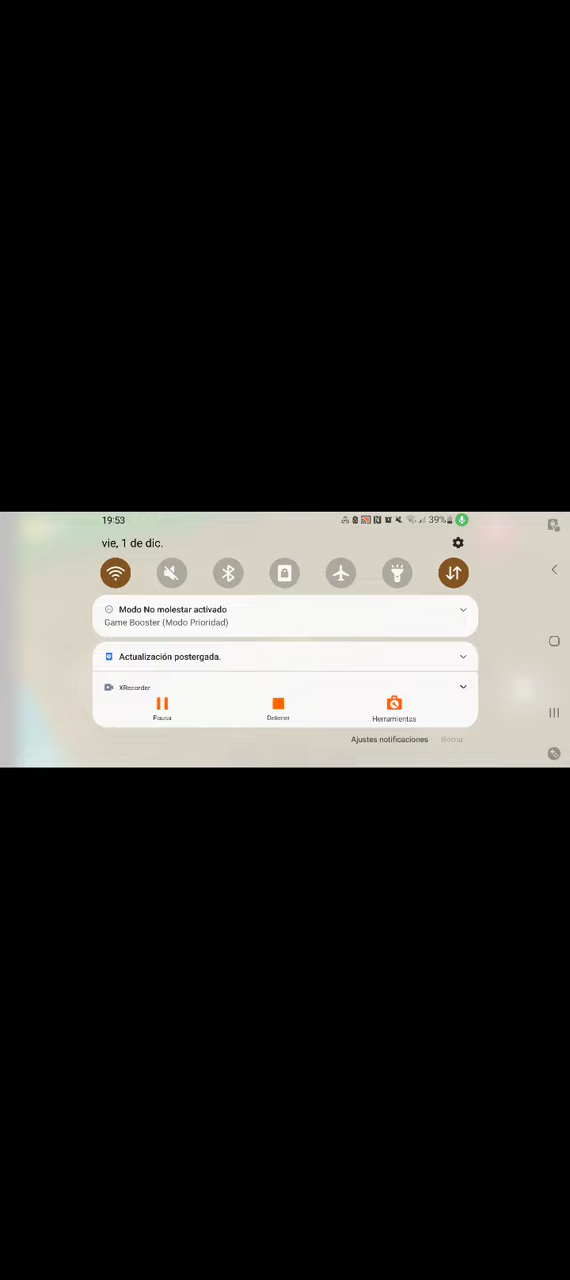 19:53
39%
vie, 1 de dic.
Modo No molestar activado
Game Booster (Modo Prioridad)
Actualización postergada.
XRecorder
Pausa
Detener
Herramientas
Ajustes notificaciones
Borrar